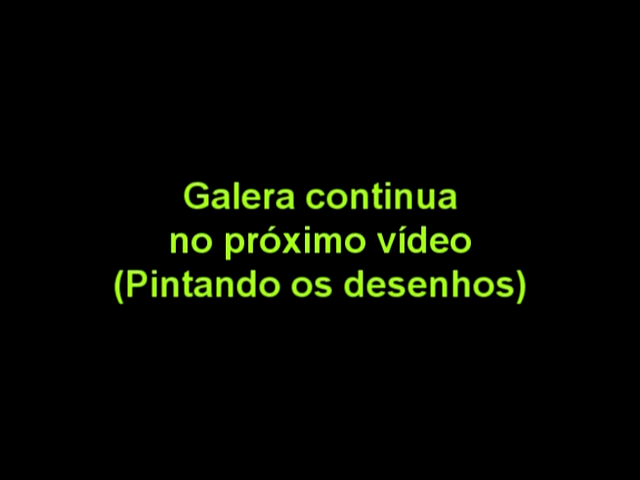 Galera continua
no próximo vídeo
(Pintando os desenhos)